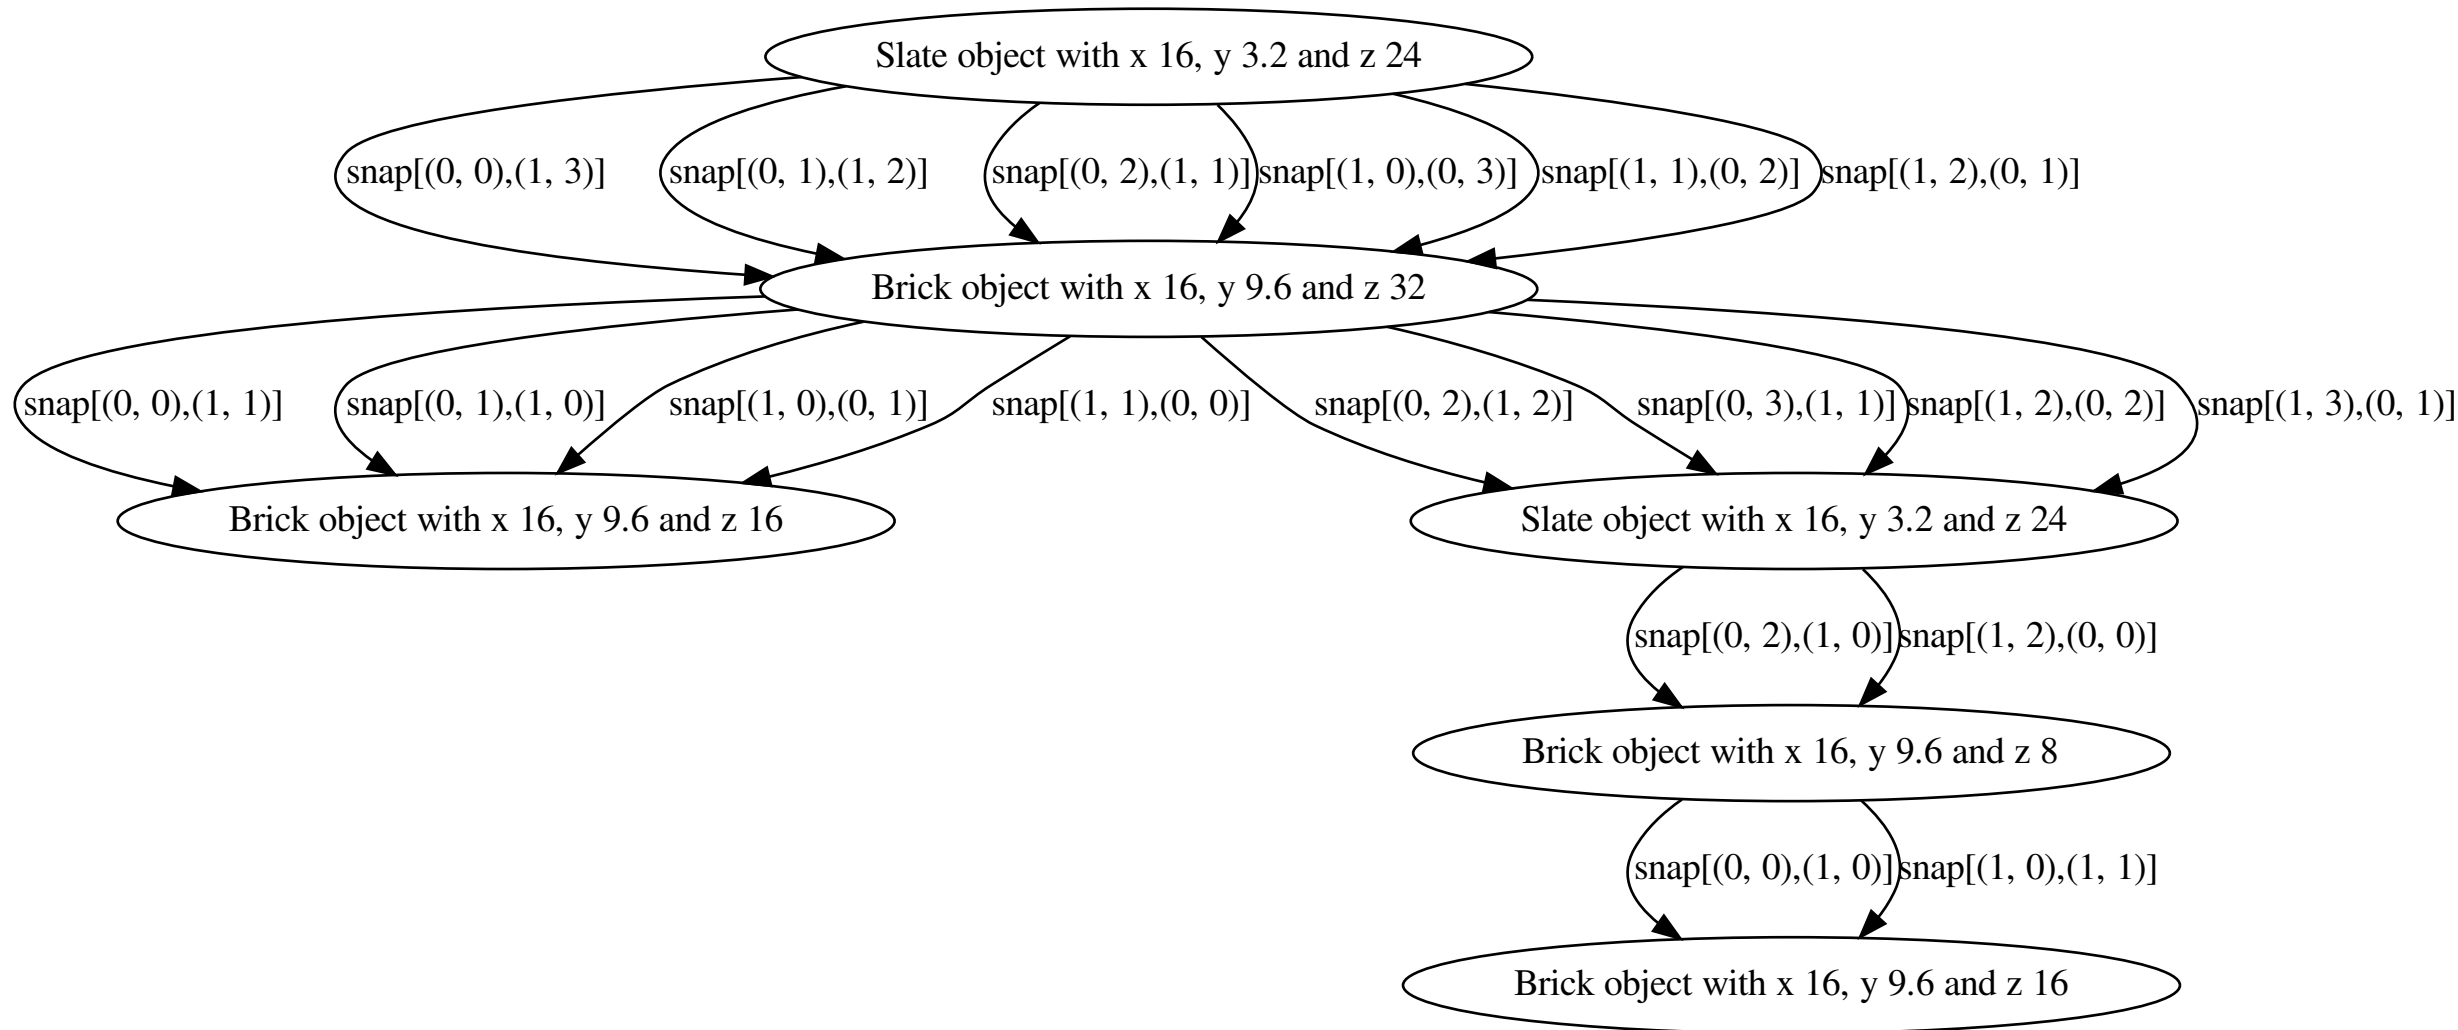 Slate object with x 16, y 3.2 and z 24
snap[(0, 0),(1, 3)] snap[(0, 1),(1, 2)] snap[(0, 2),(1, 1)] snap[(1, 0),(0, 3)] snap[(1, 1),(0, 2)] snap[(1, 2),(0, 1)]
Brick object with x 16, y 9.6 and z 32
snap[(0, 0),(1, 1)] snap[(0, 1),(1, 0)] snap[(1, 0),(0, 1)] snap[(1, 1),(0, 0)] snap[(0, 2),(1, 2)] snap[(0, 3),(1, 1)] snap[(1, 2),(0, 2)] snap[(1, 3),(0, 1)]
Brick object with x 16, y 9.6 and z 16 Slate object with x 16, y 3.2 and z 24
snap[(0, 2),(1, 0)] snap[(1, 2),(0, 0)]
Brick object with x 16, y 9.6 and z 8
snap[(0, 0),(1, 0)] snap[(1, 0),(1, 1)]
Brick object with x 16, y 9.6 and z 16